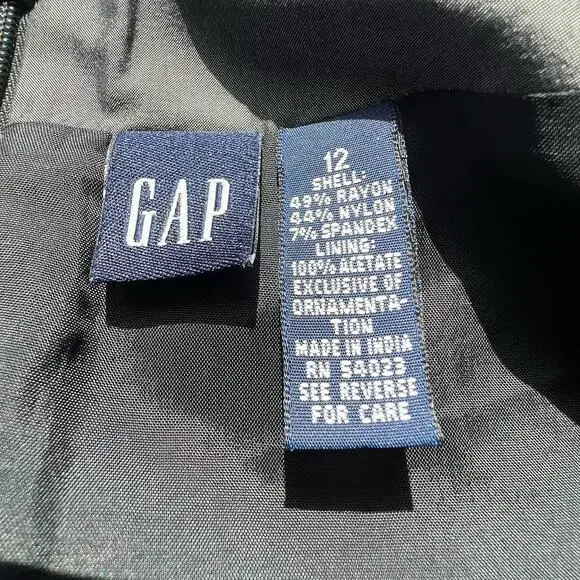 GAP
12
SHELL:
49% RAYON
44% NYLON
7% SPANDEX
LINING:
100% ACETATE
EXCLUSIVE OF
ORNAMENTA-
TION
MADE IN INDIA
RN 54023
SEE REVERSE
FOR CARE